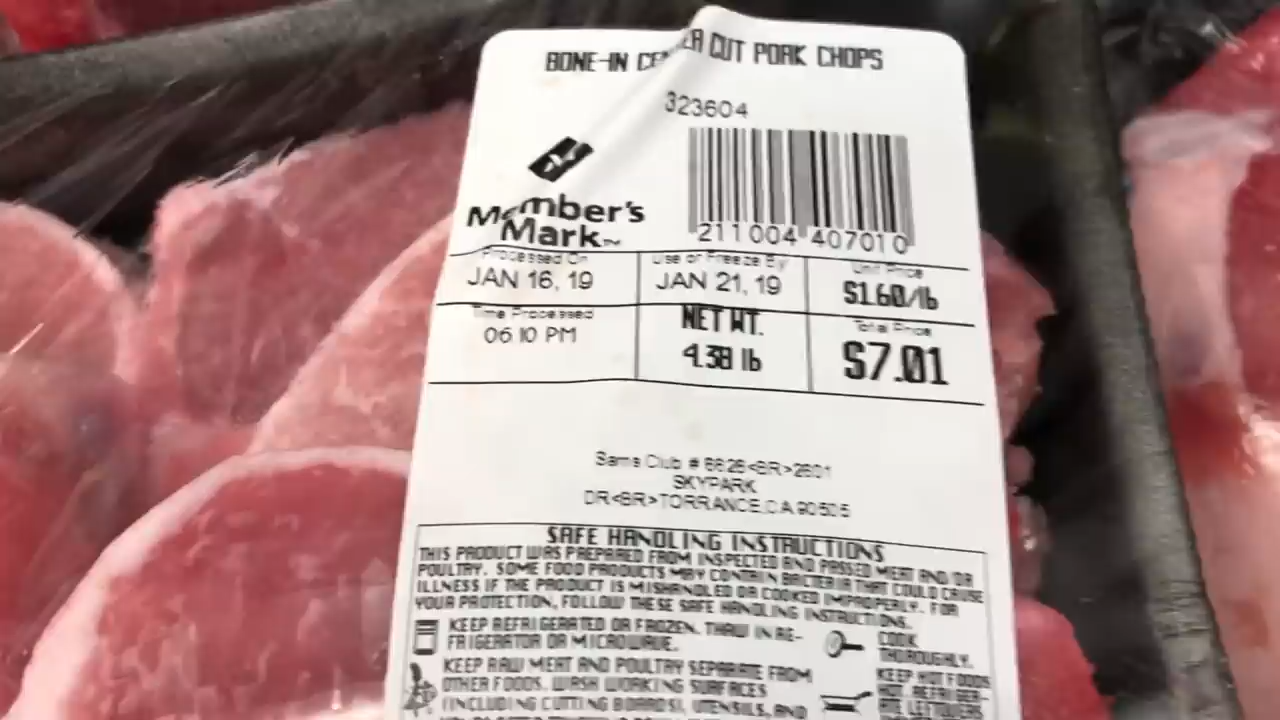 BONE-IN CUT PORK CHOPS
323604
211004 407010
Member's
Mark™
Processed On
JAN 16, 19
Use or Freeze By
JAN 21, 19
Unit Price
$1.60/lb
Time Processed
06:10 PM
NET WT.
4.38 lb
Total Price
$7.01
Sams Club # 6626<BR>2601
SKYPARK
DR<BR>TORRANCE,CA 90505
SAFE HANDLING INSTRUCTIONS
THIS PRODUCT WAS PREPARED FROM INSPECTED AND PASSED MEAT AND/OR
POULTRY. SOME FOOD PRODUCTS MAY CONTAIN BACTERIA THAT COULD CAUSE
ILLNESS IF THE PRODUCT IS MISHANDLED OR COOKED IMPROPERLY. FOR
YOUR PROTECTION, FOLLOW THESE SAFE HANDLING INSTRUCTIONS.
KEEP REFRIGERATED OR FROZEN. THAW IN RE-
FRIGERATOR OR MICROWAVE.
COOK
THOROUGHLY.
KEEP RAW MEAT AND POULTRY SEPARATE FROM
OTHER FOODS. WASH WORKING SURFACES
(INCLUDING CUTTING BOARDS), UTENSILS, AND
KEEP HOT FOODS
HOT. REFRIGER-
ATE LEFTOVERS